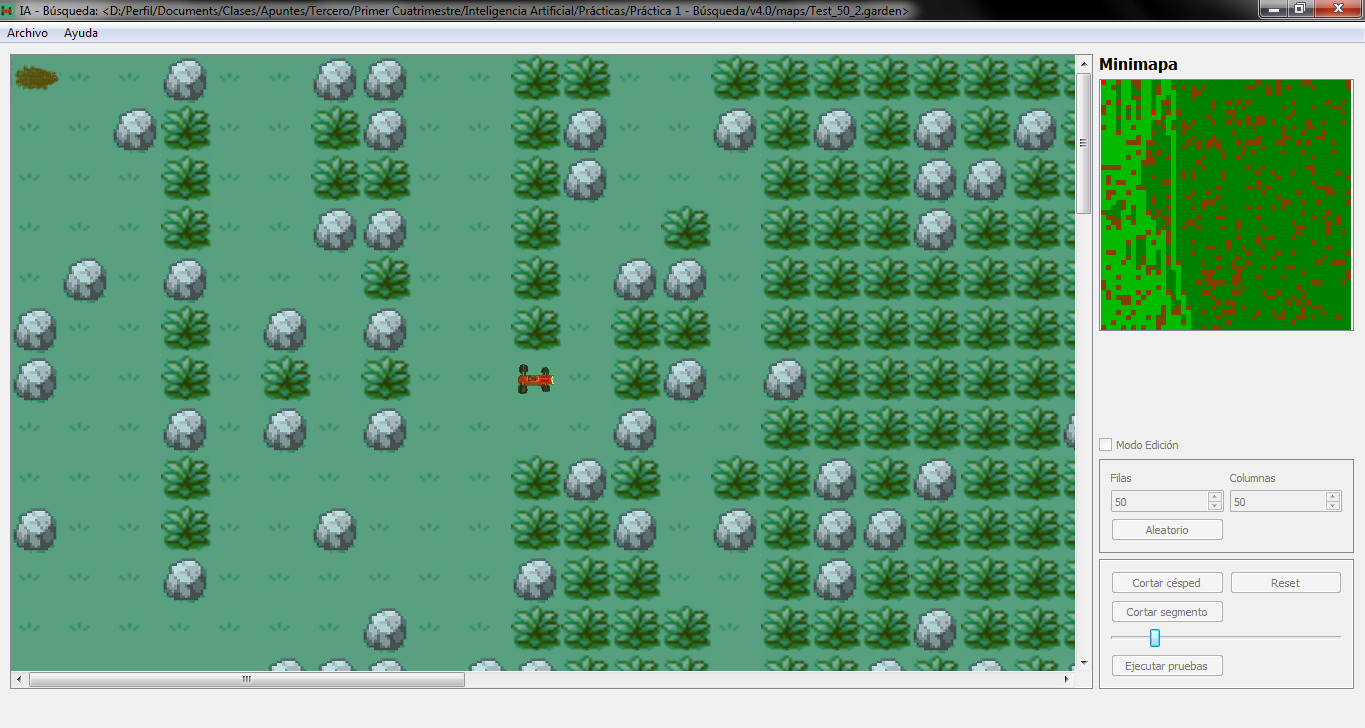 IA - Búsqueda: <D:/Perfil/Documents/Clases/Apuntes/Tercero/Primer Cuatrimestre/Inteligencia Artificial/Prácticas/Práctica 1 - Búsqueda/v4.0/maps/Test_50_2.garden>
Archivo Ayuda
Minimapa
Modo Edición
Filas Columnas
50 50
Aleatorio
Cortar césped Reset
Cortar segmento
Ejecutar pruebas